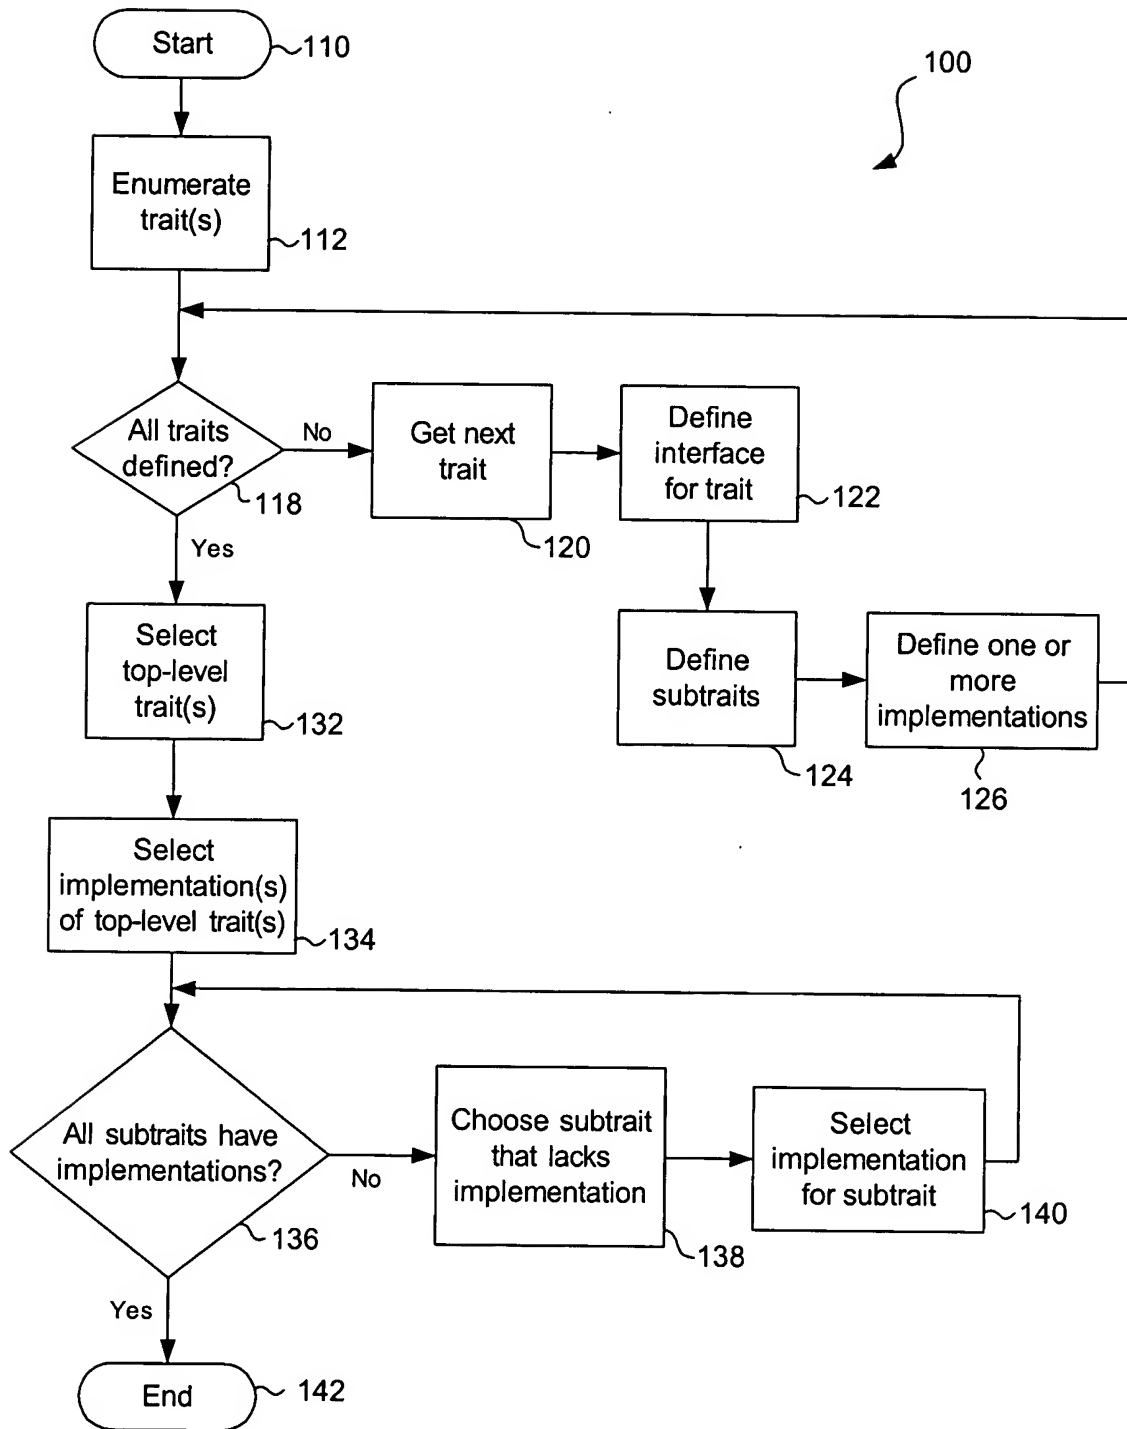 Start
110
100
Enumerate
trait(s)
112
All traits
defined?
118
No
Get next
trait
120
Define
interface
for trait
122
Yes
Select
top-level
trait(s)
132
Define
subtraits
124
Define one or
more
implementations
126
Select
implementation(s)
of top-level trait(s)
134
All subtraits have
implementations?
136
No
Choose subtrait
that lacks
implementation
138
Select
implementation
for subtrait
140
Yes
End
142